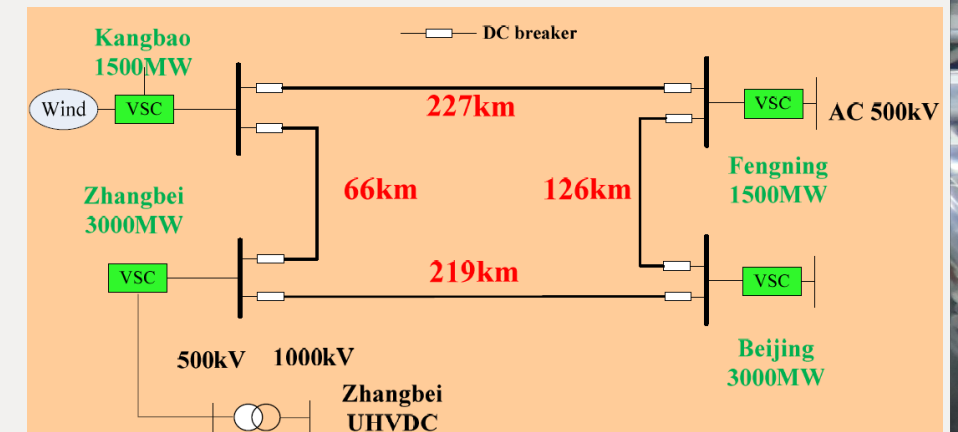 Kangbao
1500MW
DC breaker
Wind
VSC
227km
VSC
AC 500kV
Fengning
1500MW
66km
126km
Zhangbei
3000MW
VSC
219km
VSC
Beijing
3000MW
500kV
1000kV
Zhangbei
UHVDC